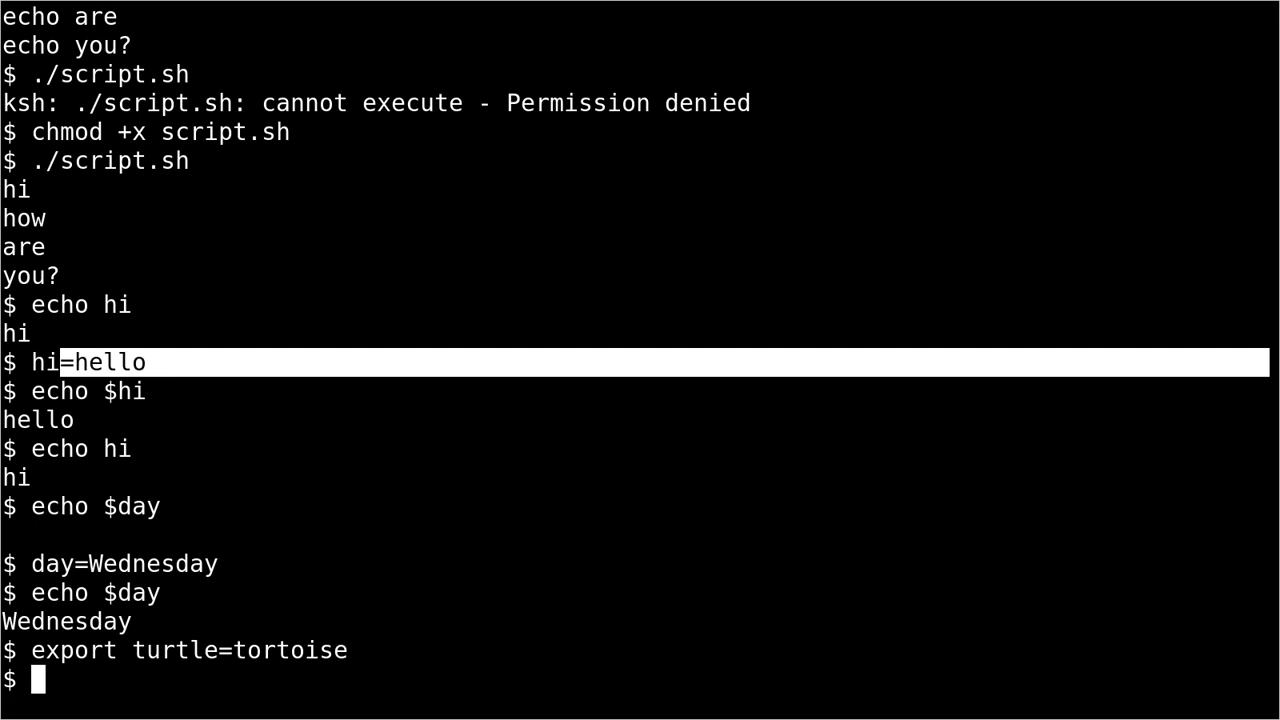 echo are
echo you?
$ ./script.sh
ksh: ./script.sh: cannot execute - Permission denied
$ chmod +x script.sh
$ ./script.sh
hi
how
are
you?
$ echo hi
hi
$ hi=hello
$ echo $hi
hello
$ echo hi
hi
$ echo $day
$ day=Wednesday
$ echo $day
Wednesday
$ export turtle=tortoise
$